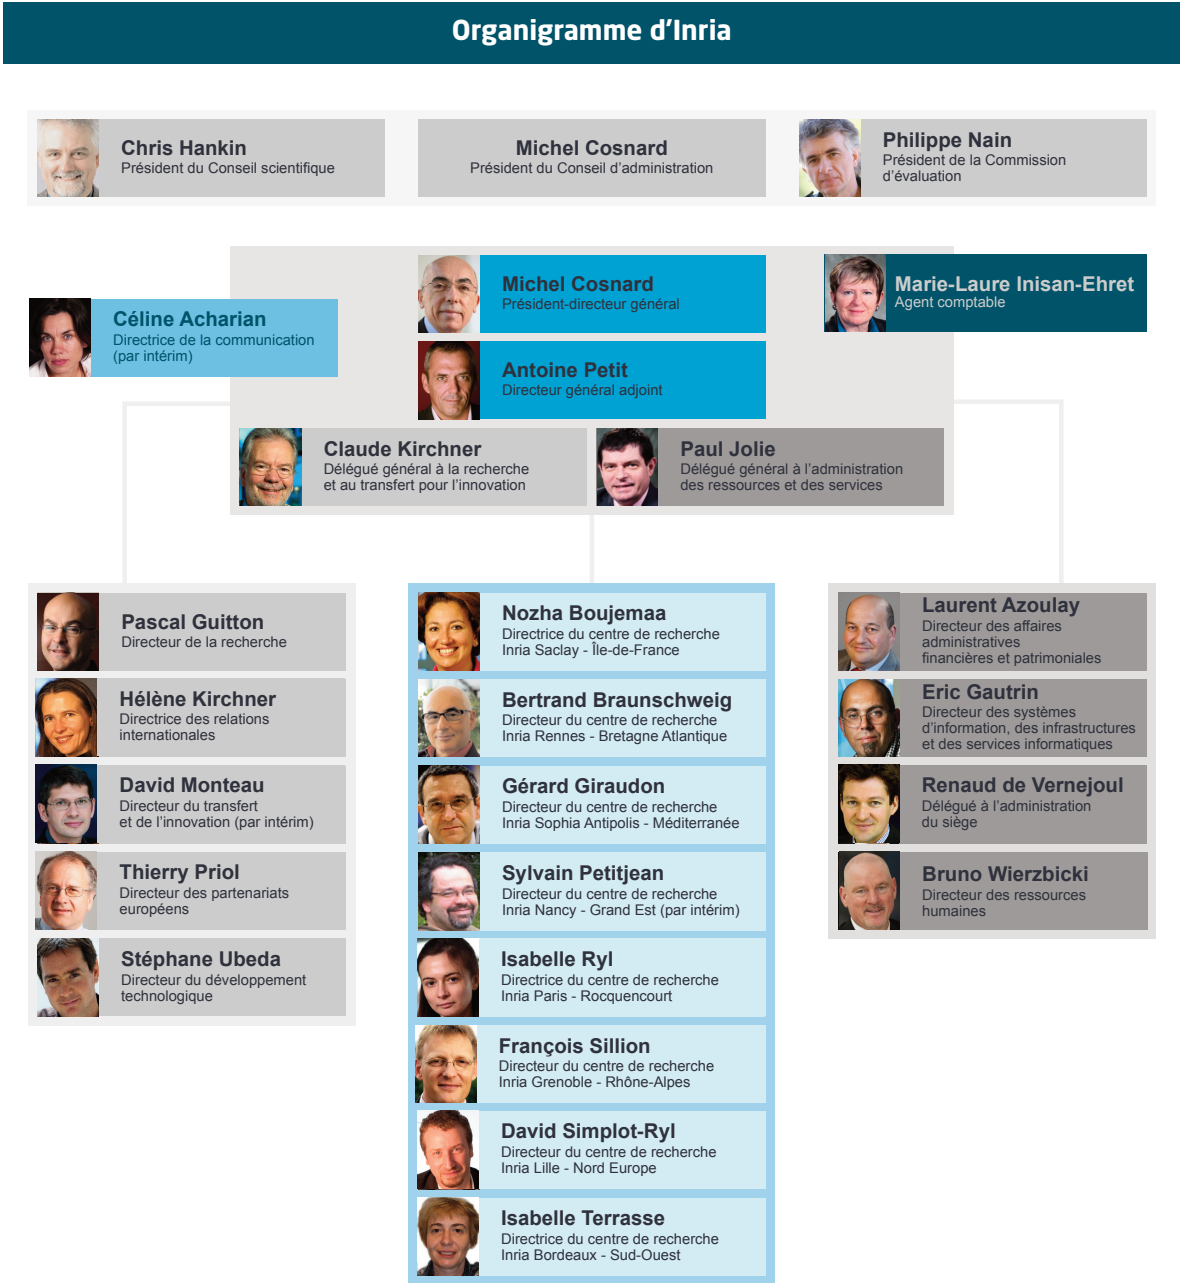 Organigramme d'Inria
Chris Hankin
Président du Conseil scientifique
Michel Cosnard
Président du Conseil d'administration
Philippe Nain
Président de la Commission
d'évaluation
Michel Cosnard
Président-directeur général
Marie-Laure Inisan-Ehret
Agent comptable
Céline Acharian
Directrice de la communication
(par intérim)
Antoine Petit
Directeur général adjoint
Claude Kirchner
Délégué général à la recherche
et au transfert pour l'innovation
Paul Jolie
Délégué général à l'administration
des ressources et des services
Pascal Guitton
Directeur de la recherche
Hélène Kirchner
Directrice des relations
internationales
David Monteau
Directeur du transfert
et de l'innovation (par intérim)
Thierry Priol
Directeur des partenariats
européens
Stéphane Ubeda
Directeur du développement
technologique
Nozha Boujemaa
Directrice du centre de recherche
Inria Saclay - Île-de-France
Bertrand Braunschweig
Directeur du centre de recherche
Inria Rennes - Bretagne Atlantique
Gérard Giraudon
Directeur du centre de recherche
Inria Sophia Antipolis - Méditerranée
Sylvain Petitjean
Directeur du centre de recherche
Inria Nancy - Grand Est (par intérim)
Isabelle Ryl
Directrice du centre de recherche
Inria Paris - Rocquencourt
François Sillion
Directeur du centre de recherche
Inria Grenoble - Rhône-Alpes
David Simplot-Ryl
Directeur du centre de recherche
Inria Lille - Nord Europe
Isabelle Terrasse
Directrice du centre de recherche
Inria Bordeaux - Sud-Ouest
Laurent Azoulay
Directeur des affaires
administratives
financières et patrimoniales
Eric Gautrin
Directeur des systèmes
d'information, des infrastructures
et des services informatiques
Renaud de Vernejoul
Délégué à l'administration
du siège
Bruno Wierzbicki
Directeur des ressources
humaines